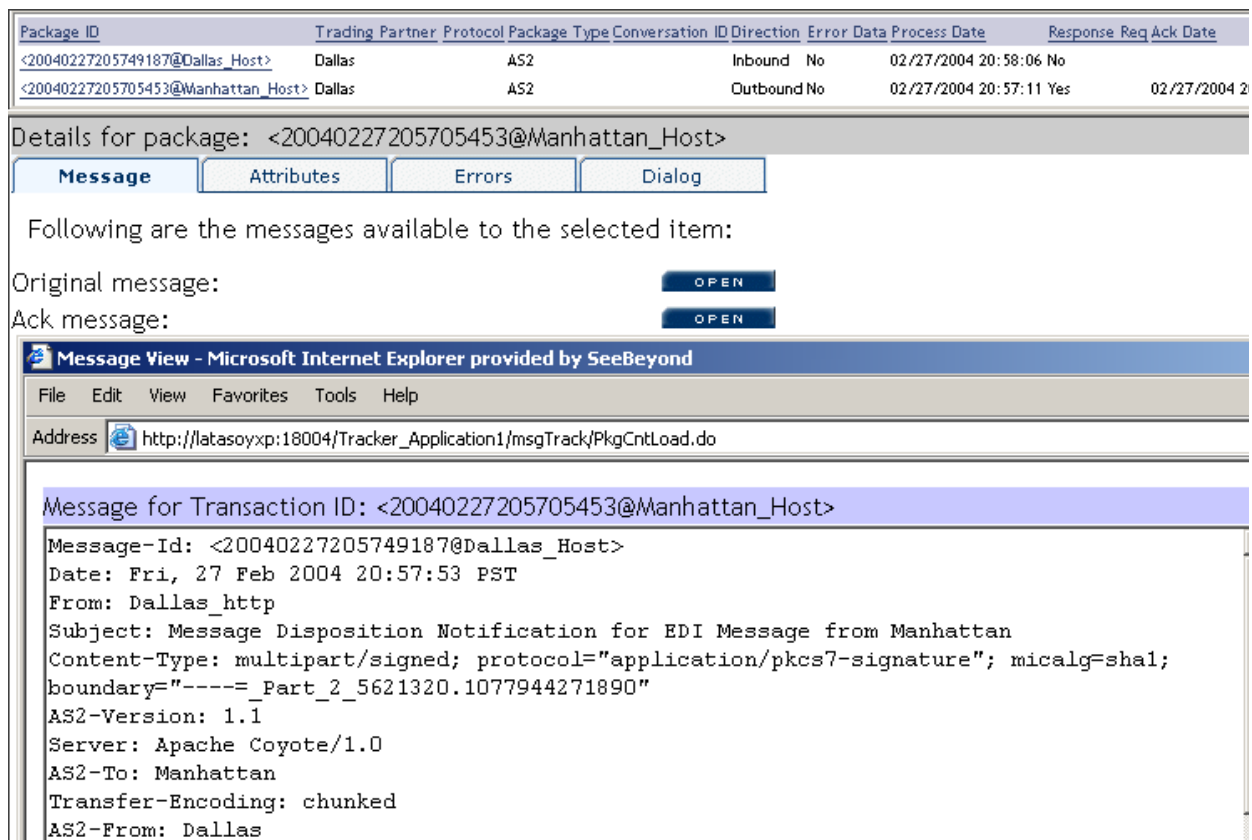 Package ID Trading Partner Protocol Package Type Conversation ID Direction Error Data Process Date Response Req Ack Date
<20040227205749187@Dallas_Host> Dallas AS2 Inbound No 02/27/2004 20:58:06 No
<20040227205705453@Manhattan_Host> Dallas AS2 Outbound No 02/27/2004 20:57:11 Yes 02/27/2004 20
Details for package: <20040227205705453@Manhattan_Host>
Message Attributes Errors Dialog
Following are the messages available to the selected item:
Original message: OPEN
Ack message: OPEN
Message View - Microsoft Internet Explorer provided by SeeBeyond
File Edit View Favorites Tools Help
Address http://latasoyxp:18004/Tracker_Application1/msgTrack/PkgCntLoad.do
Message for Transaction ID: <20040227205705453@Manhattan_Host>
Message-Id: <20040227205749187@Dallas_Host>
Date: Fri, 27 Feb 2004 20:57:53 PST
From: Dallas_http
Subject: Message Disposition Notification for EDI Message from Manhattan
Content-Type: multipart/signed; protocol="application/pkcs7-signature"; micalg=sha1;
boundary="----=_Part_2_5621320.1077944271890"
AS2-Version: 1.1
Server: Apache Coyote/1.0
AS2-To: Manhattan
Transfer-Encoding: chunked
AS2-From: Dallas